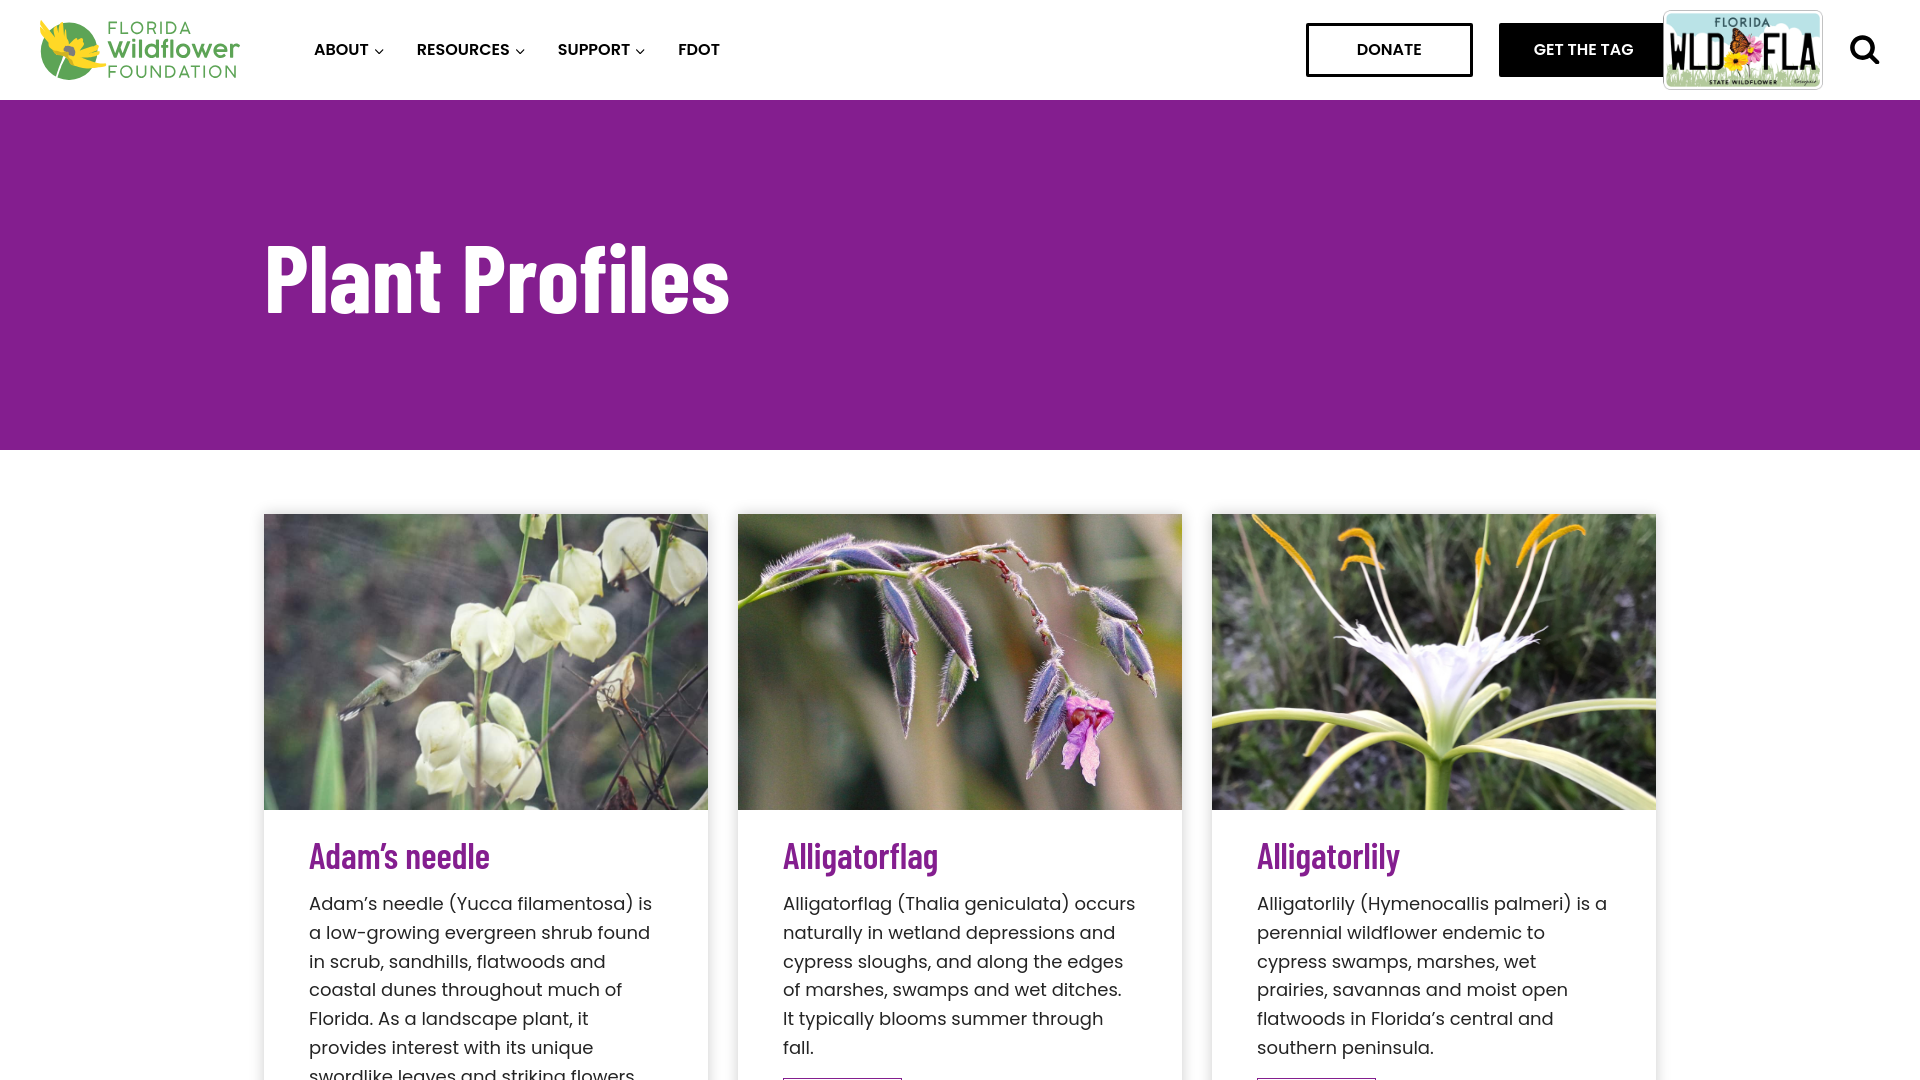 FLORIDA
Wildflower
FOUNDATION
ABOUT
RESOURCES
SUPPORT
FDOT
DONATE
GET THE TAG
FLORIDA
WLD FLA
STATE WILDFLOWER
Plant Profiles
Adam’s needle
Adam’s needle (Yucca filamentosa) is
a low-growing evergreen shrub found
in scrub, sandhills, flatwoods and
coastal dunes throughout much of
Florida. As a landscape plant, it
provides interest with its unique
swordlike leaves and striking flowers
Alligatorflag
Alligatorflag (Thalia geniculata) occurs
naturally in wetland depressions and
cypress sloughs, and along the edges
of marshes, swamps and wet ditches.
It typically blooms summer through
fall.
Alligatorlily
Alligatorlily (Hymenocallis palmeri) is a
perennial wildflower endemic to
cypress swamps, marshes, wet
prairies, savannas and moist open
flatwoods in Florida’s central and
southern peninsula.